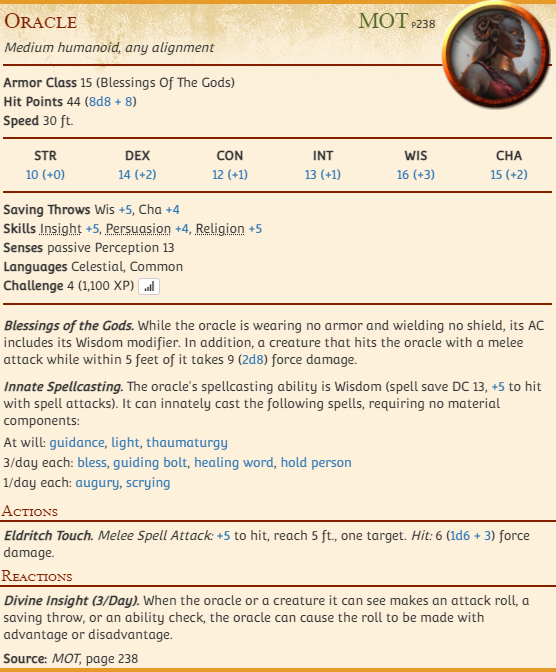 Oracle MOT p238
Medium humanoid, any alignment
Armor Class 15 (Blessings Of The Gods)
Hit Points 44 (8d8 + 8)
Speed 30 ft.
STR DEX CON INT WIS CHA
10 (+0) 14 (+2) 12 (+1) 13 (+1) 16 (+3) 15 (+2)
Saving Throws Wis +5, Cha +4
Skills Insight +5, Persuasion +4, Religion +5
Senses passive Perception 13
Languages Celestial, Common
Challenge 4 (1,100 XP)
Blessings of the Gods. While the oracle is wearing no armor and wielding no shield, its AC
includes its Wisdom modifier. In addition, a creature that hits the oracle with a melee
attack while within 5 feet of it takes 9 (2d8) force damage.
Innate Spellcasting. The oracle's spellcasting ability is Wisdom (spell save DC 13, +5 to hit
with spell attacks). It can innately cast the following spells, requiring no material
components:
At will: guidance, light, thaumaturgy
3/day each: bless, guiding bolt, healing word, hold person
1/day each: augury, scrying
Actions
Eldritch Touch. Melee Spell Attack: +5 to hit, reach 5 ft., one target. Hit: 6 (1d6 + 3) force
damage.
Reactions
Divine Insight (3/Day). When the oracle or a creature it can see makes an attack roll, a
saving throw, or an ability check, the oracle can cause the roll to be made with
advantage or disadvantage.
Source: MOT, page 238